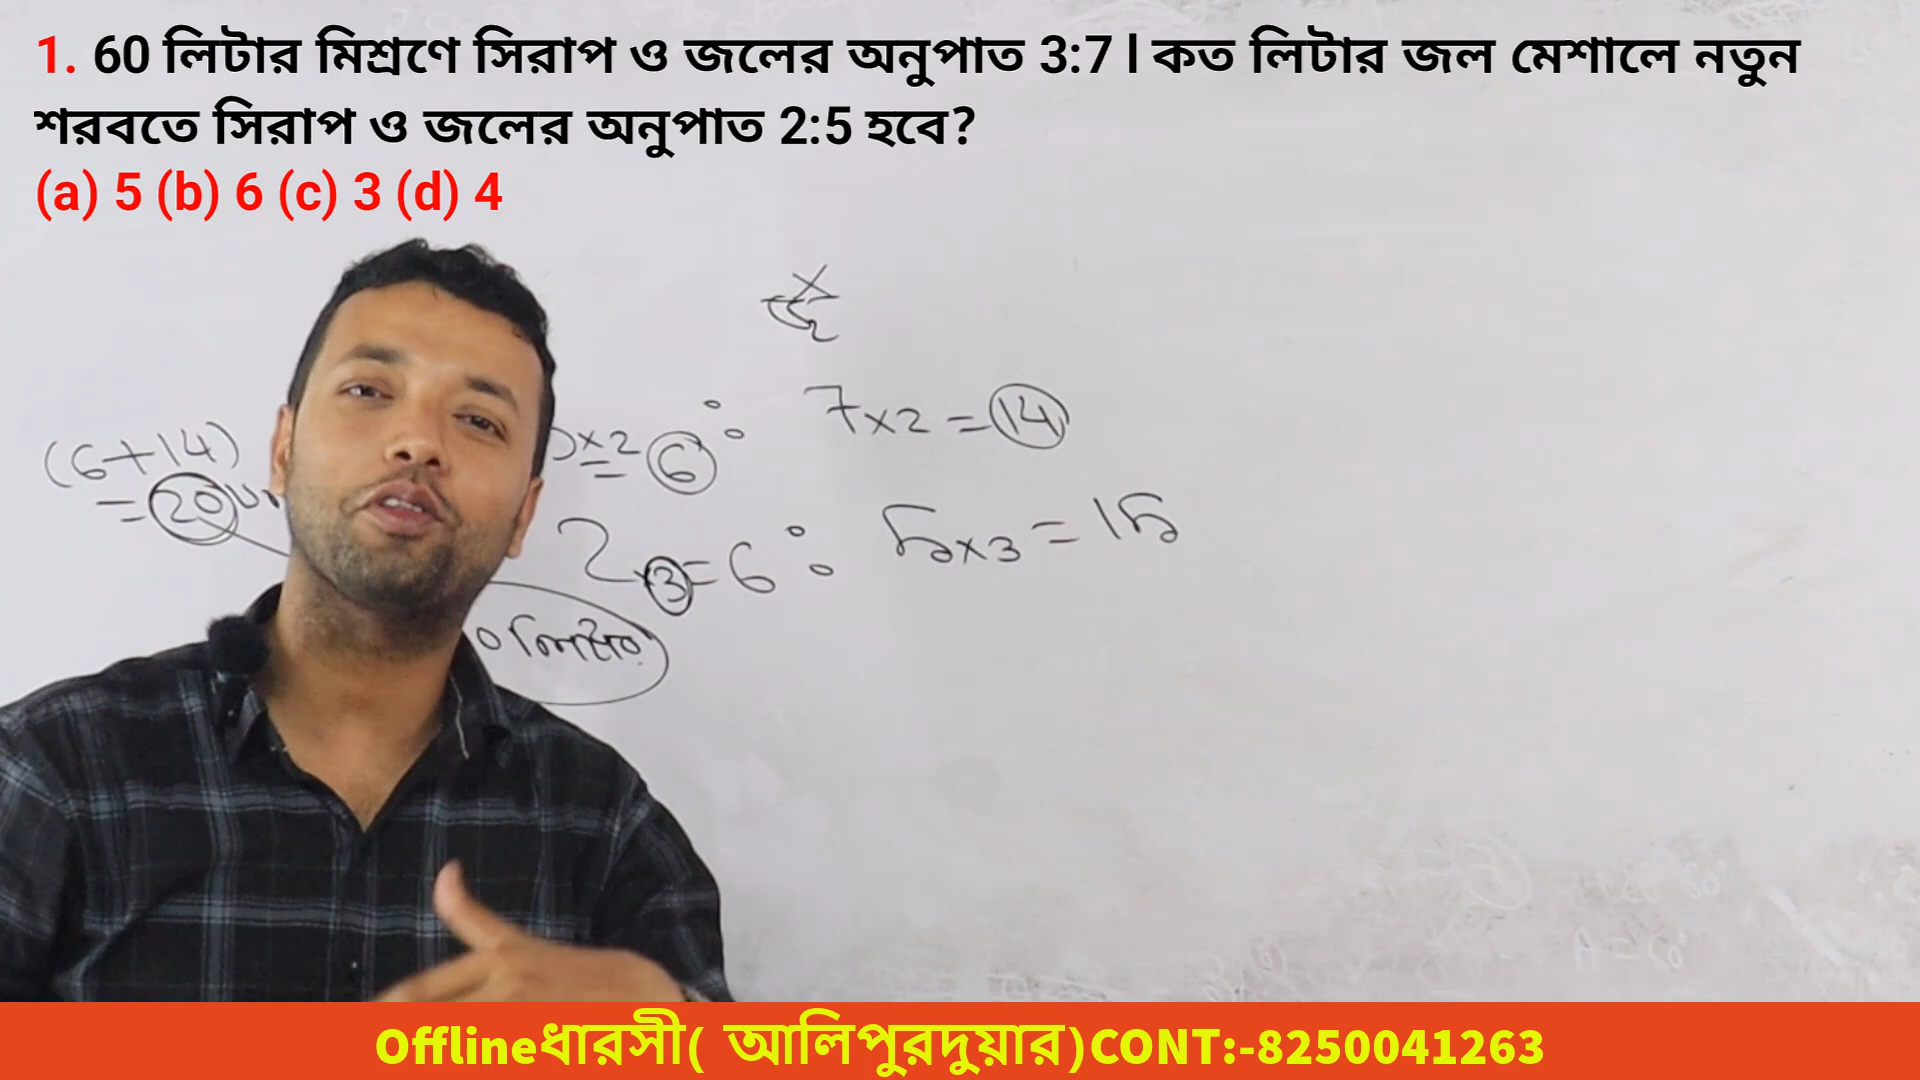 1. 60 লিটার মিশ্রণে সিরাপ ও জলের অনুপাত 3:7 l কত লিটার জল মেশালে নতুন
শরবতে সিরাপ ও জলের অনুপাত 2:5 হবে?
(a) 5 (b) 6 (c) 3 (d) 4
7×2 = 14
(6+14)
×2
= 6 :
= 20
2×3 = 6 : 5×3 = 15
০ লিটার
Offlineধারসী( আলিপুরদুয়ার)CONT:-8250041263